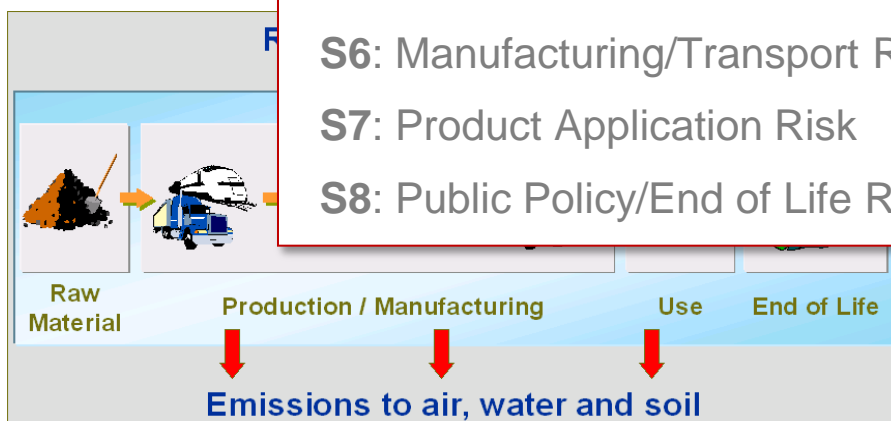 S6: Manufacturing/Transport
S7: Product Application Risk
S8: Public Policy/End of Life
Raw
Material
Production / Manufacturing
Use
End of Life
Emissions to air, water and soil